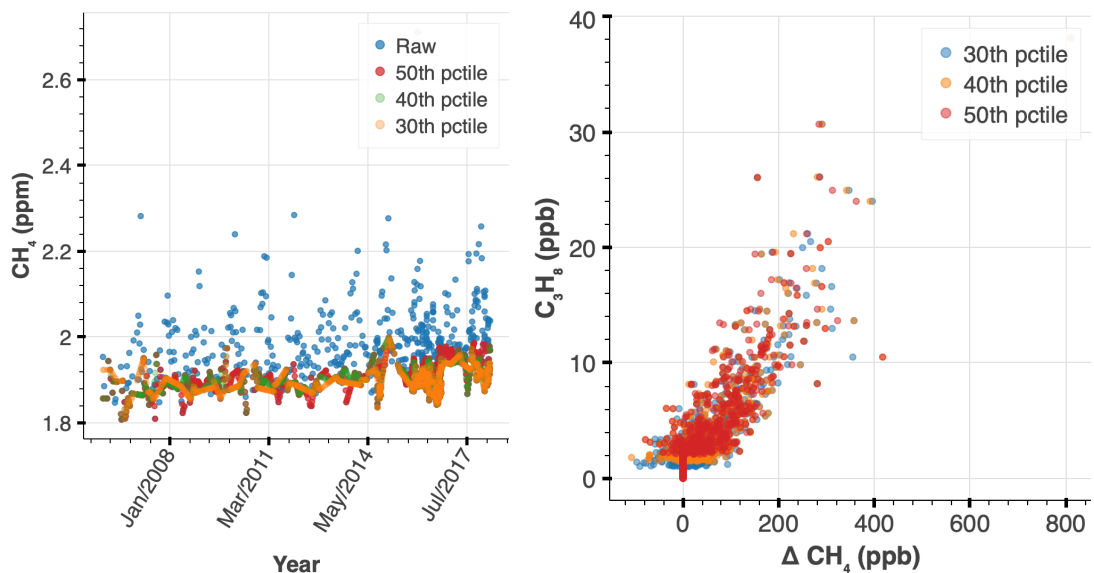 2.6
2.4
2.2
2
1.8
CH₄ (ppm)
Raw
50th pctile
40th pctile
30th pctile
Jan/2008
Mar/2011
May/2014
Jul/2017
Year
40
30
20
10
0
C₃H₈ (ppb)
30th pctile
40th pctile
50th pctile
0 200 400 600 800
Δ CH₄ (ppb)